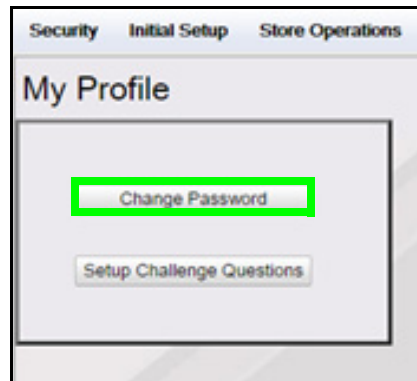 Security Initial Setup Store Operations
My Profile
Change Password
Setup Challenge Questions